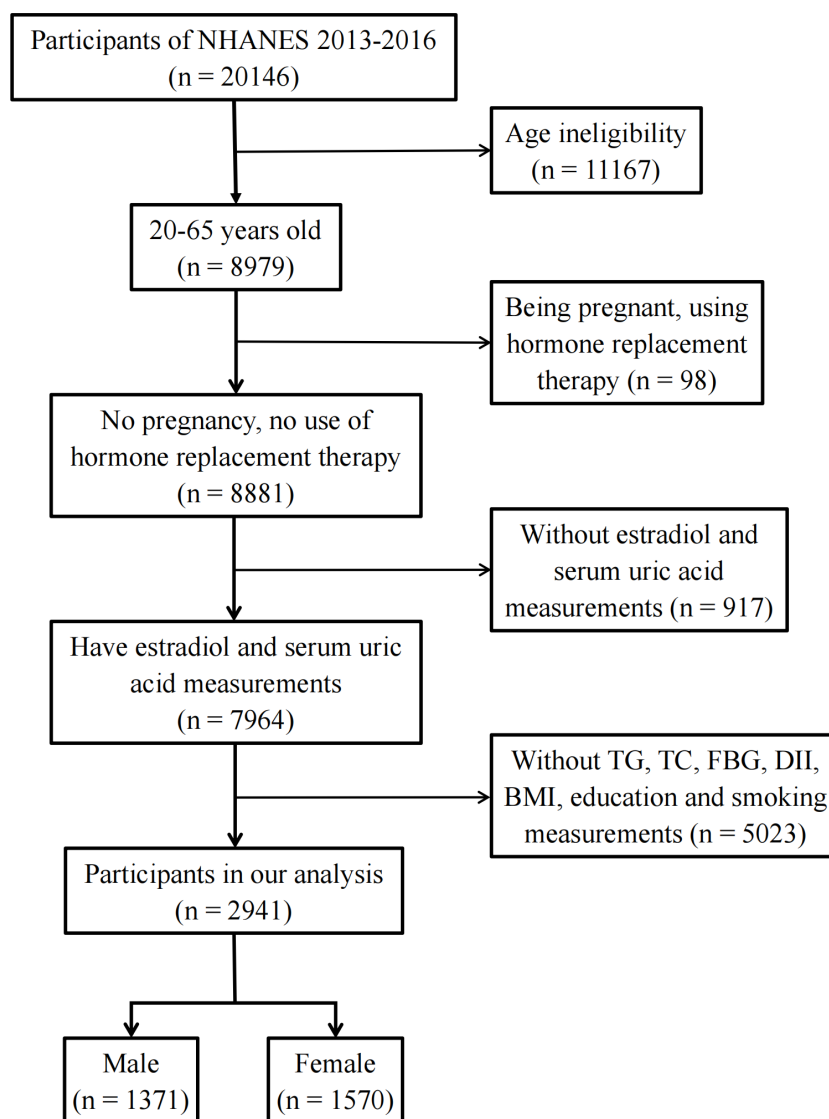 Participants of NHANES 2013-2016
(n = 20146)
Age ineligibility
(n = 11167)
20-65 years old
(n = 8979)
Being pregnant, using
hormone replacement
therapy (n = 98)
No pregnancy, no use of
hormone replacement therapy
(n = 8881)
Without estradiol and
serum uric acid
measurements (n = 917)
Have estradiol and serum uric
acid measurements
(n = 7964)
Without TG, TC, FBG, DII,
BMI, education and smoking
measurements (n = 5023)
Participants in our analysis
(n = 2941)
Male
(n = 1371)
Female
(n = 1570)